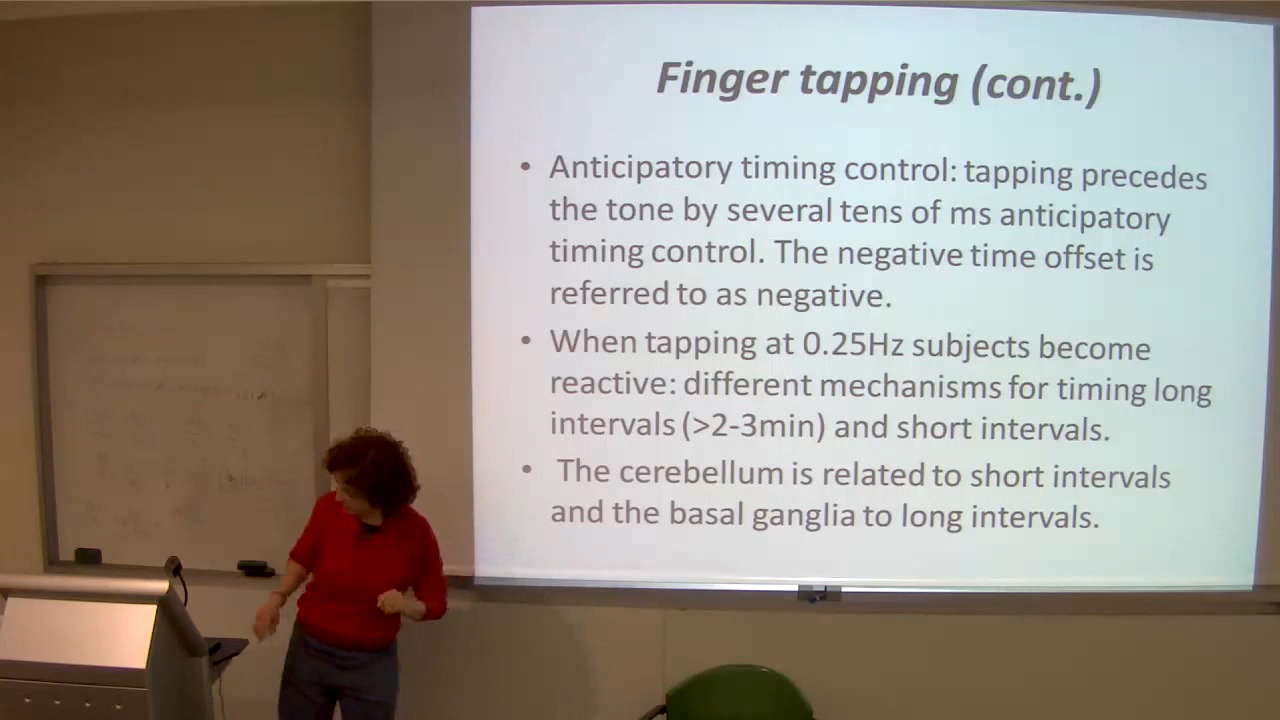 Finger tapping (cont.)
• Anticipatory timing control: tapping precedes
the tone by several tens of ms anticipatory
timing control. The negative time offset is
referred to as negative.
• When tapping at 0.25Hz subjects become
reactive: different mechanisms for timing long
intervals (>2-3min) and short intervals.
• The cerebellum is related to short intervals
and the basal ganglia to long intervals.